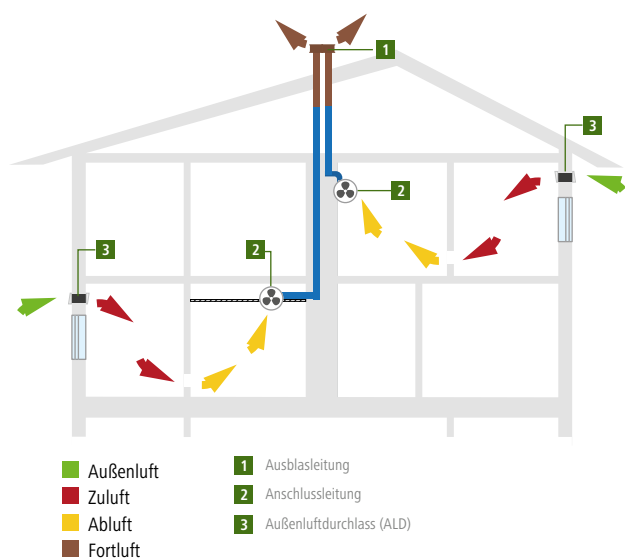 1
3
2
3
2
Außenluft
Zuluft
Abluft
Fortluft
1 Ausblasleitung
2 Anschlussleitung
3 Außenluftdurchlass (ALD)